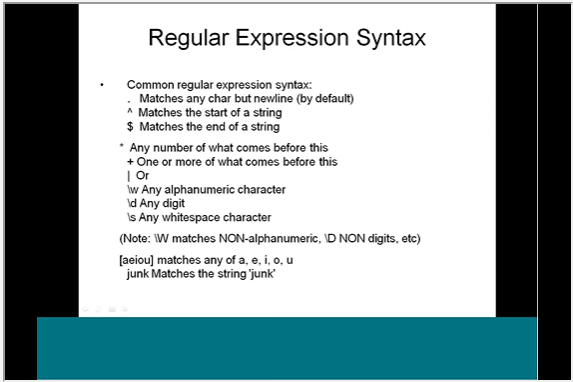 Regular Expression Syntax
• Common regular expression syntax:
. Matches any char but newline (by default)
^ Matches the start of a string
$ Matches the end of a string
* Any number of what comes before this
+ One or more of what comes before this
| Or
\w Any alphanumeric character
\d Any digit
\s Any whitespace character
(Note: \W matches NON-alphanumeric, \D NON digits, etc)
[aeiou] matches any of a, e, i, o, u
junk Matches the string 'junk'